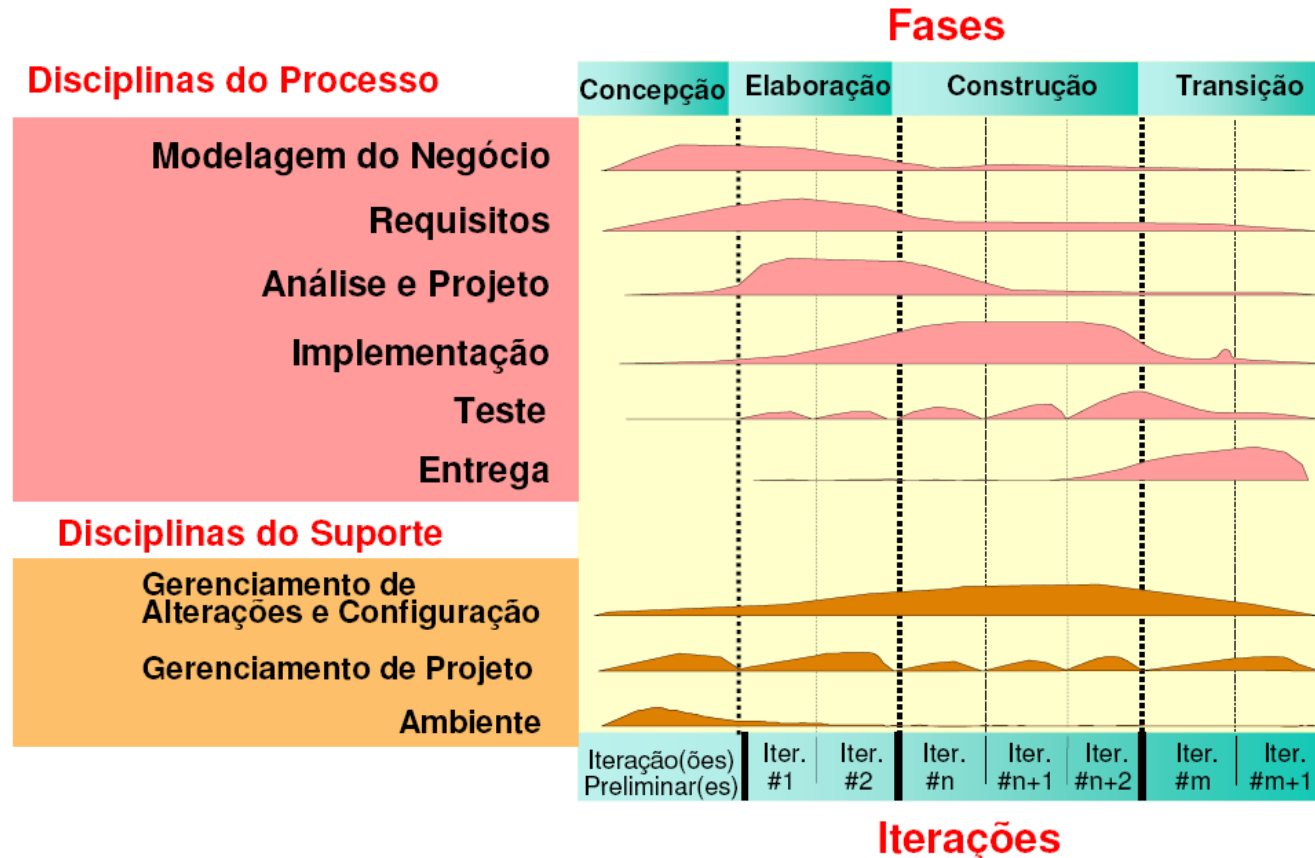 Fases
Disciplinas do Processo
Concepção Elaboração Construção Transição
Modelagem do Negócio
Requisitos
Análise e Projeto
Implementação
Teste
Entrega
Disciplinas do Suporte
Gerenciamento de
Alterações e Configuração
Gerenciamento de Projeto
Ambiente
Iteração(ões) Iter. Iter. Iter. Iter. Iter. Iter. Iter.
Preliminar(es) #1 #2 #n #n+1 #n+2 #m #m+1
Iterações